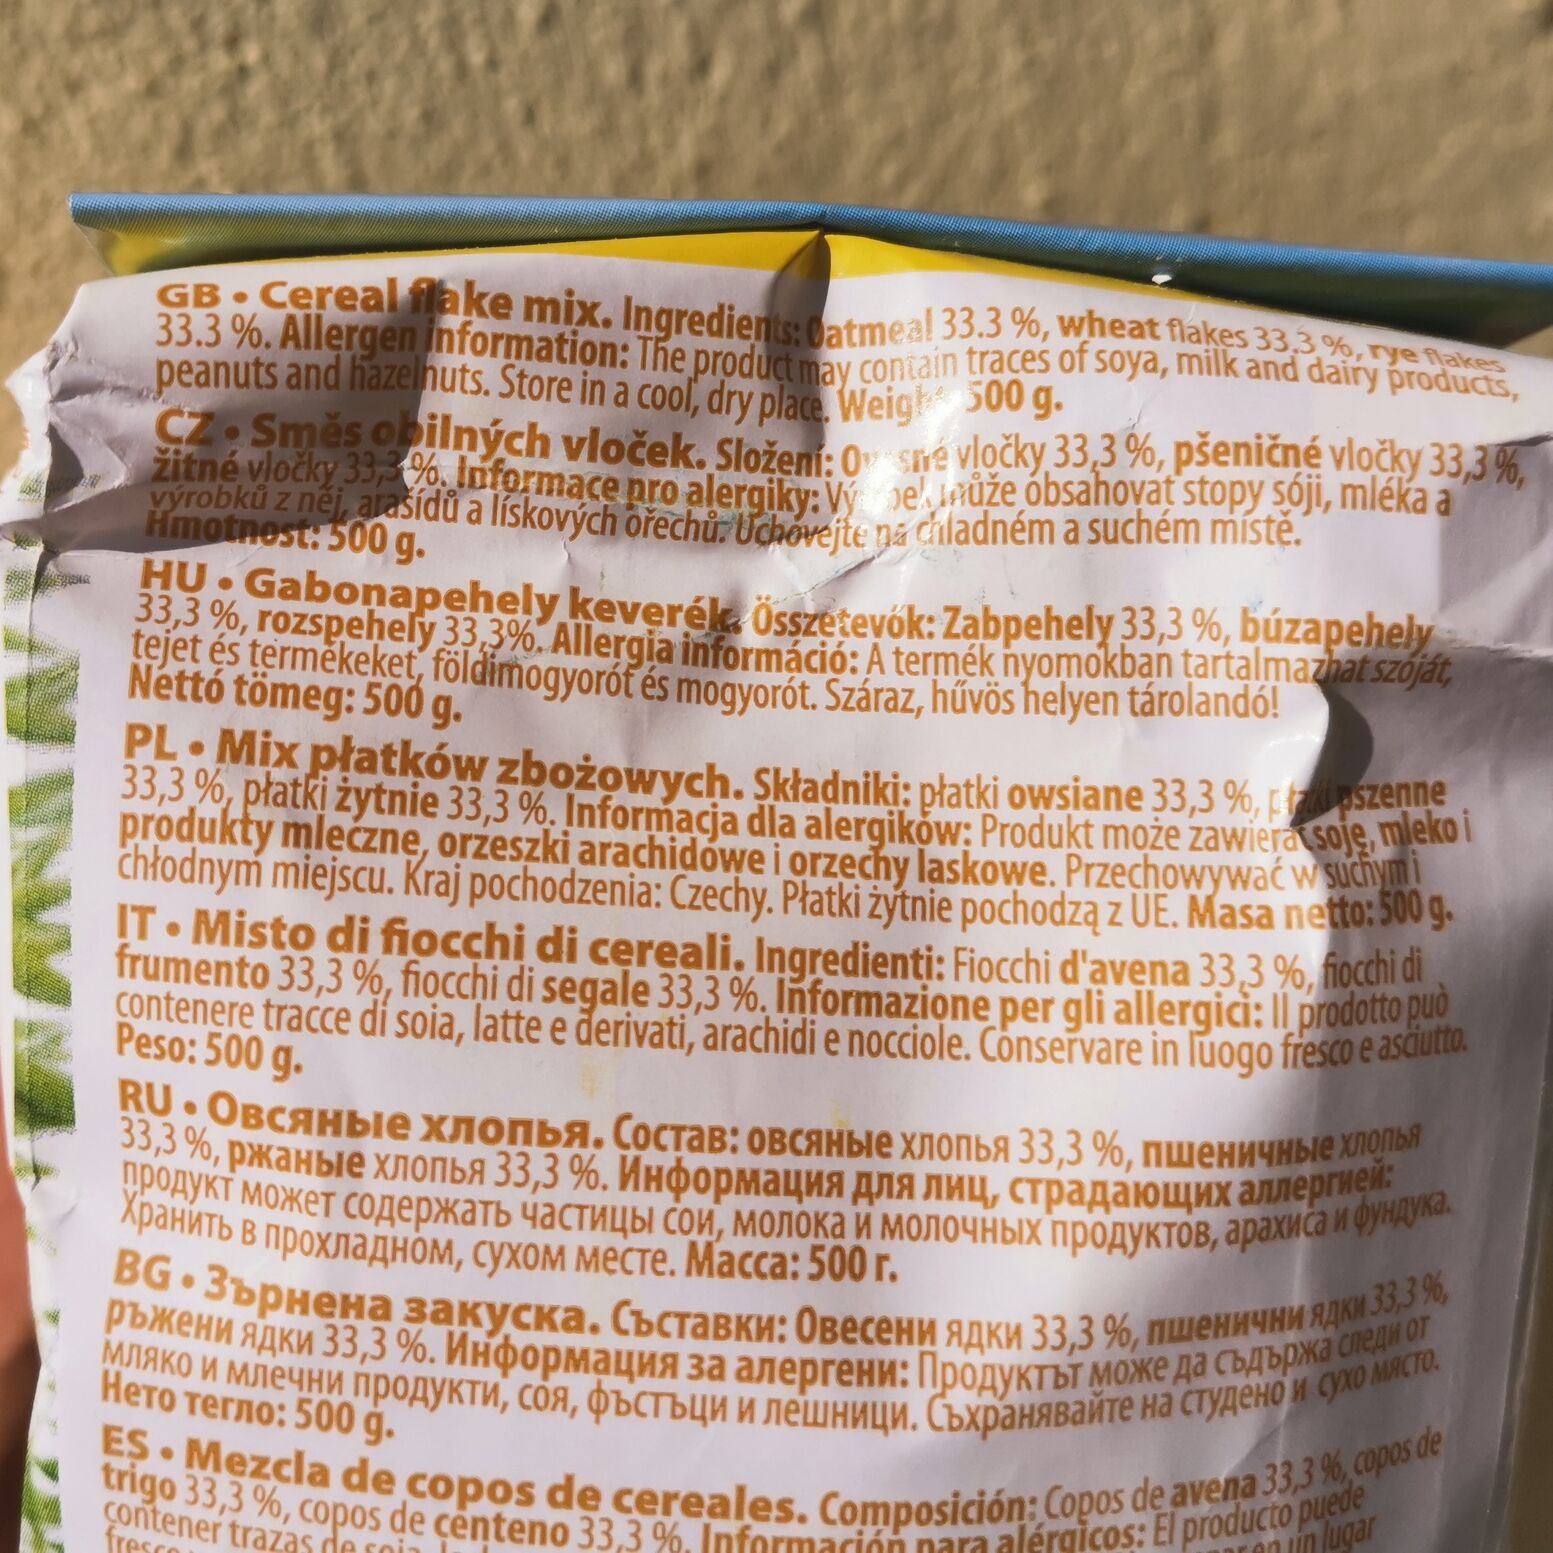 GB • Cereal flake mix. Ingredients: Oatmeal 33.3 %, wheat flakes 33,3 %, rye flakes
33.3 %. Allergen information: The product may contain traces of soya, milk and dairy products,
peanuts and hazelnuts. Store in a cool, dry place. 500 g.
CZ • Směs obilných vloček. Složení: vločky 33,3 %, pšeničné vločky 33,3 %,
žitné vločky 33,3 %. Informace pro alergiky: může obsahovat stopy sóji, mléka a
výrobků z něj, arašídů a lískových ořechů. Uchovejte na chladném a suchém místě.
Hmotnost: 500 g.
HU • Gabonapehely keverék. Összetevők: Zabpehely 33,3 %, búzapehely
33,3 %, rozspehely 33,3%. Allergia információ: A termék nyomokban tartalmazhat szóját,
tejet és termékeket, földimogyorót és mogyorót. Száraz, hűvös helyen tárolandó!
Nettó tömeg: 500 g.
PL • Mix płatków zbożowych. Składniki: płatki owsiane 33,3 %, płatki pszenne
33,3 %, płatki żytnie 33,3 %. Informacja dla alergików: Produkt może zawierać soję, mleko i
produkty mleczne, orzeszki arachidowe i orzechy laskowe. Przechowywać w suchym i
chłodnym miejscu. Kraj pochodzenia: Czechy. Płatki żytnie pochodzą z UE. Masa netto: 500 g.
IT • Misto di fiocchi di cereali. Ingredienti: Fiocchi d'avena 33,3 %, fiocchi di
frumento 33,3 %, fiocchi di segale 33,3 %. Informazione per gli allergici: Il prodotto può
contenere tracce di soia, latte e derivati, arachidi e nocciole. Conservare in luogo fresco e asciutto.
Peso: 500 g.
RU • Овсяные хлопья. Состав: овсяные хлопья 33,3 %, пшеничные хлопья
33,3 %, ржаные хлопья 33,3 %. Информация для лиц, страдающих аллергией:
продукт может содержать частицы сои, молока и молочных продуктов, арахиса и фундука.
Хранить в прохладном, сухом месте. Масса: 500 г.
BG • Зърнена закуска. Съставки: Овесени ядки 33,3 %, пшенични ядки 33,3 %,
ръжени ядки 33,3 %. Информация за алергени: Продуктът може да съдържа следи от
мляко и млечни продукти, соя, фъстъци и лешници. Съхранявайте на студено и сухо място.
Нето тегло: 500 g.
ES • Mezcla de copos de cereales. Composición: Copos de avena 33,3 %, copos de
trigo 33,3 %, copos de centeno 33,3 %. Información para alérgicos: El producto puede
contener trazas de soja un lugar